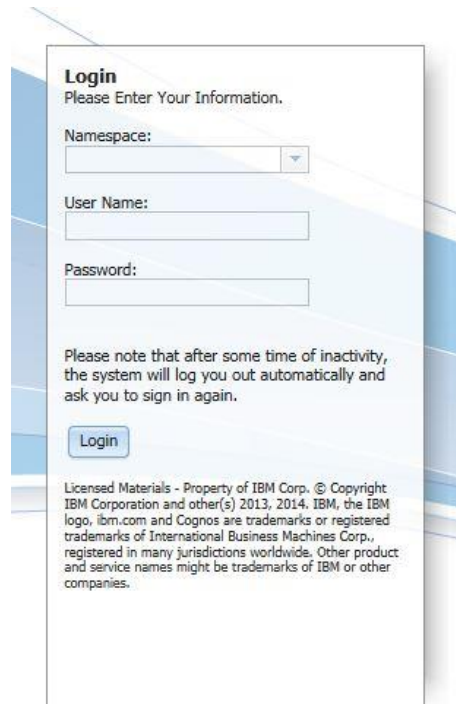 Login
Please Enter Your Information.
Namespace:
User Name:
Password:
Please note that after some time of inactivity,
the system will log you out automatically and
ask you to sign in again.
Login
Licensed Materials - Property of IBM Corp. © Copyright
IBM Corporation and other(s) 2013, 2014. IBM, the IBM
logo, ibm.com and Cognos are trademarks or registered
trademarks of International Business Machines Corp.,
registered in many jurisdictions worldwide. Other product
and service names might be trademarks of IBM or other
companies.